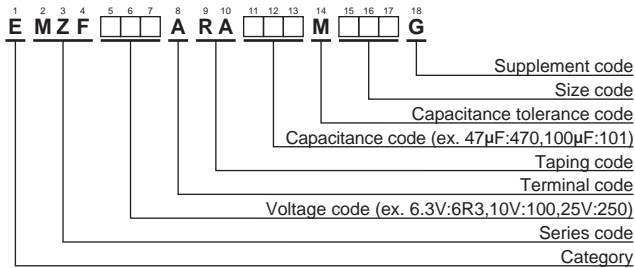 1 2 3 4 5 6 7 8 9 10 11 12 13 14 15 16 17 18
E M Z F A R A M G
Supplement code
Size code
Capacitance tolerance code
Capacitance code (ex. 47μF:470,100μF:101)
Taping code
Terminal code
Voltage code (ex. 6.3V:6R3,10V:100,25V:250)
Series code
Category